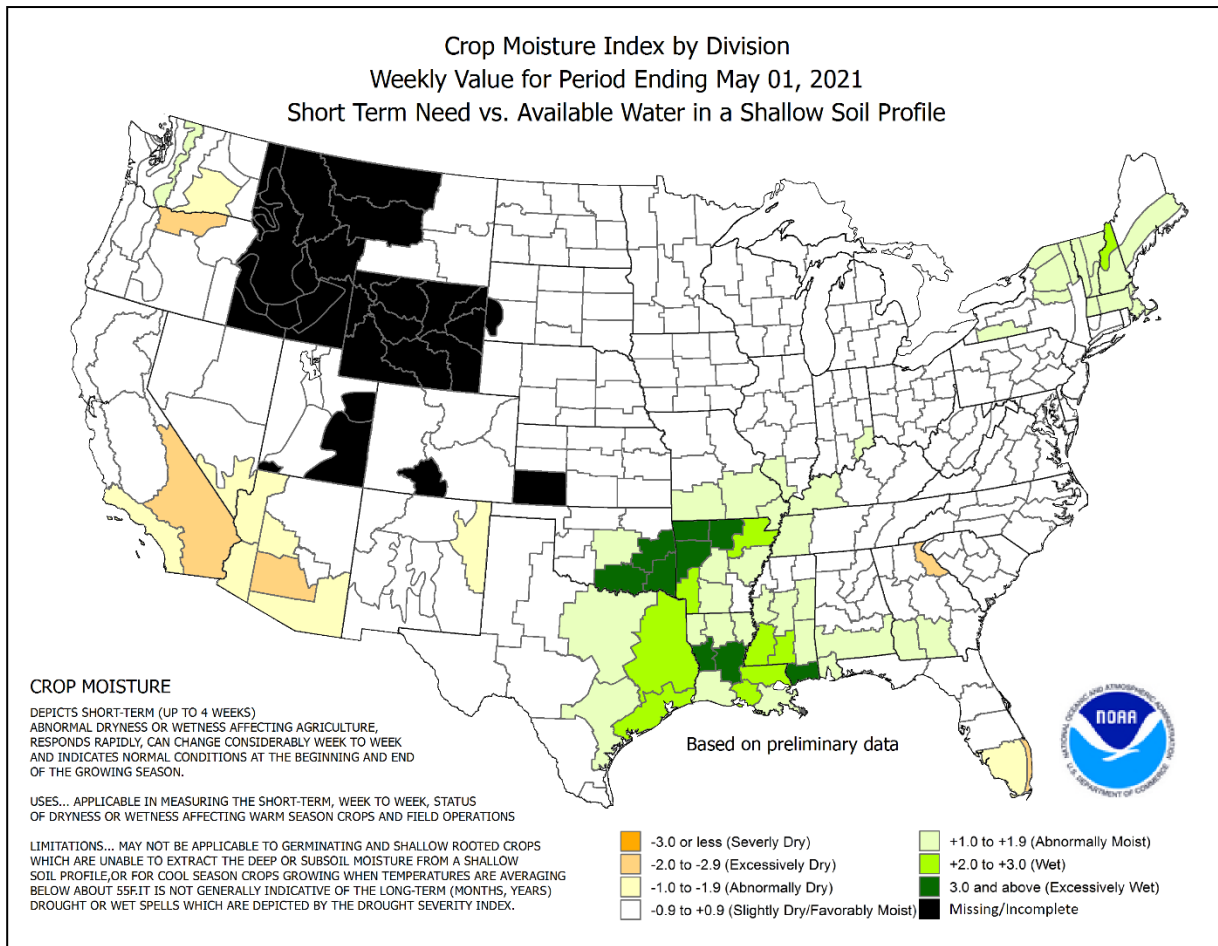 Crop Moisture Index by Division
Weekly Value for Period Ending May 01, 2021
Short Term Need vs. Available Water in a Shallow Soil Profile
CROP MOISTURE
DEPICTS SHORT-TERM (UP TO 4 WEEKS)
ABNORMAL DRYNESS OR WETNESS AFFECTING AGRICULTURE,
RESPONDS RAPIDLY, CAN CHANGE CONSIDERABLY WEEK TO WEEK
AND INDICATES NORMAL CONDITIONS AT THE BEGINNING AND END
OF THE GROWING SEASON.
USES... APPLICABLE IN MEASURING THE SHORT-TERM, WEEK TO WEEK, STATUS
OF DRYNESS OR WETNESS AFFECTING WARM SEASON CROPS AND FIELD OPERATIONS
LIMITATIONS... MAY NOT BE APPLICABLE TO GERMINATING AND SHALLOW ROOTED CROPS
WHICH ARE UNABLE TO EXTRACT THE DEEP OR SUBSOIL MOISTURE FROM A SHALLOW
SOIL PROFILE,OR FOR COOL SEASON CROPS GROWING WHEN TEMPERATURES ARE AVERAGING
BELOW ABOUT 55F.IT IS NOT GENERALLY INDICATIVE OF THE LONG-TERM (MONTHS, YEARS)
DROUGHT OR WET SPELLS WHICH ARE DEPICTED BY THE DROUGHT SEVERITY INDEX.
Based on preliminary data
NATIONAL OCEANIC AND ATMOSPHERIC ADMINISTRATION
NOAA
U.S. DEPARTMENT OF COMMERCE
-3.0 or less (Severly Dry)
-2.0 to -2.9 (Excessively Dry)
-1.0 to -1.9 (Abnormally Dry)
-0.9 to +0.9 (Slightly Dry/Favorably Moist)
+1.0 to +1.9 (Abnormally Moist)
+2.0 to +3.0 (Wet)
3.0 and above (Excessively Wet)
Missing/Incomplete